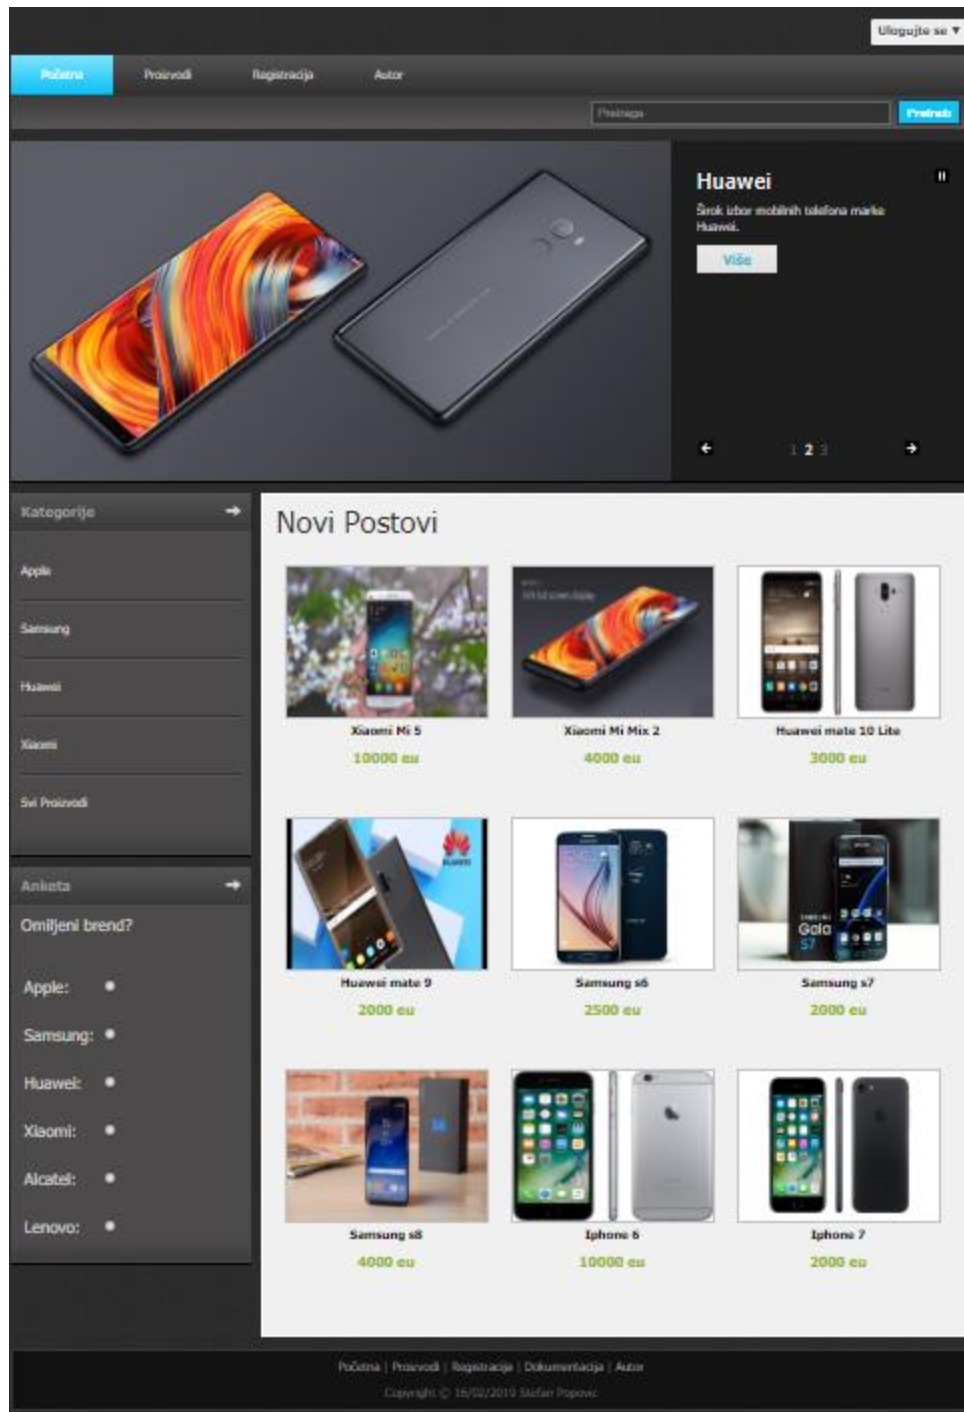 Ulogujte se ▼
Početna Proizvodi Registracija Autor
Pretraga Pretraži
Huawei
Širok izbor mobilnih telefona marke
Huawei.
Više
1 2 3
Kategorije
Apple
Samsung
Huawei
Xiaomi
Svi Proizvodi
Anketa
Omiljeni brend?
Apple:
Samsung:
Huawei:
Xiaomi:
Alcatel:
Lenovo:
Novi Postovi
Xiaomi Mi 5
10000 eu
Xiaomi Mi Mix 2
4000 eu
Huawei mate 10 Lite
3000 eu
HUAWEI
Huawei mate 9
2000 eu
Samsung s6
2500 eu
Gala
S7
Samsung s7
2000 eu
Samsung s8
4000 eu
Iphone 6
10000 eu
Iphone 7
2000 eu
Početna | Proizvodi | Registracija | Dokumentacija | Autor
Copyright © 16/02/2019 Stefan Popovic